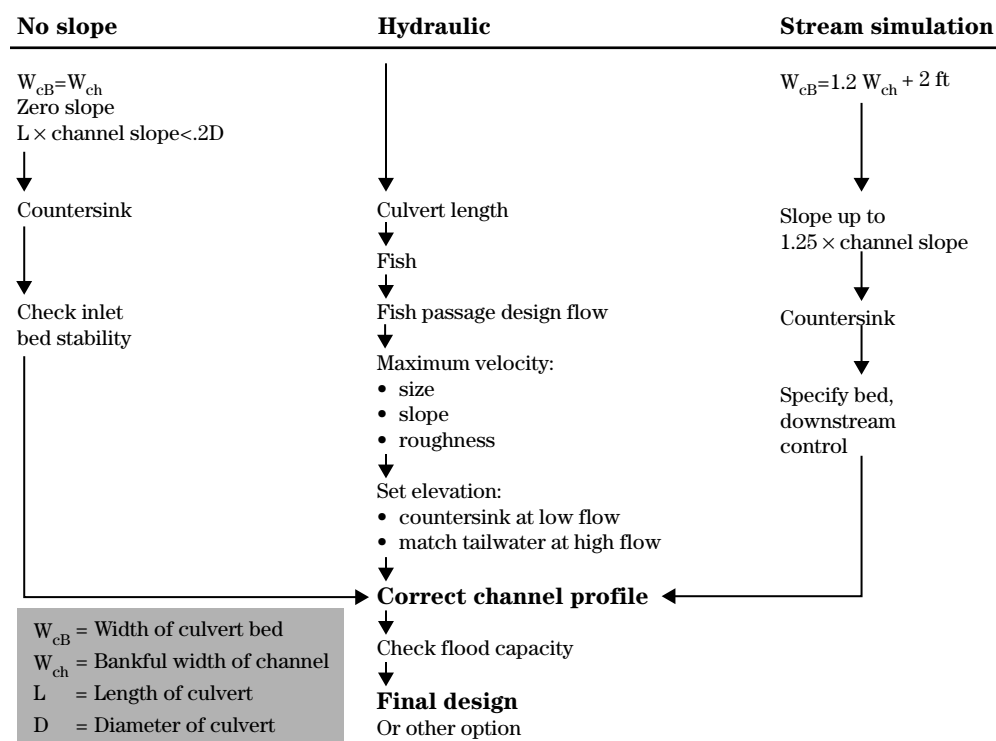 No slope
Hydraulic
Stream simulation
W_cB=W_ch
Zero slope
L × channel slope<.2D
Countersink
Check inlet
bed stability
Culvert length
Fish
Fish passage design flow
Maximum velocity:
• size
• slope
• roughness
Set elevation:
• countersink at low flow
• match tailwater at high flow
W_cB=1.2 W_ch + 2 ft
Slope up to
1.25 × channel slope
Countersink
Specify bed,
downstream
control
Correct channel profile
Check flood capacity
Final design
Or other option
W_cB = Width of culvert bed
W_ch = Bankful width of channel
L = Length of culvert
D = Diameter of culvert